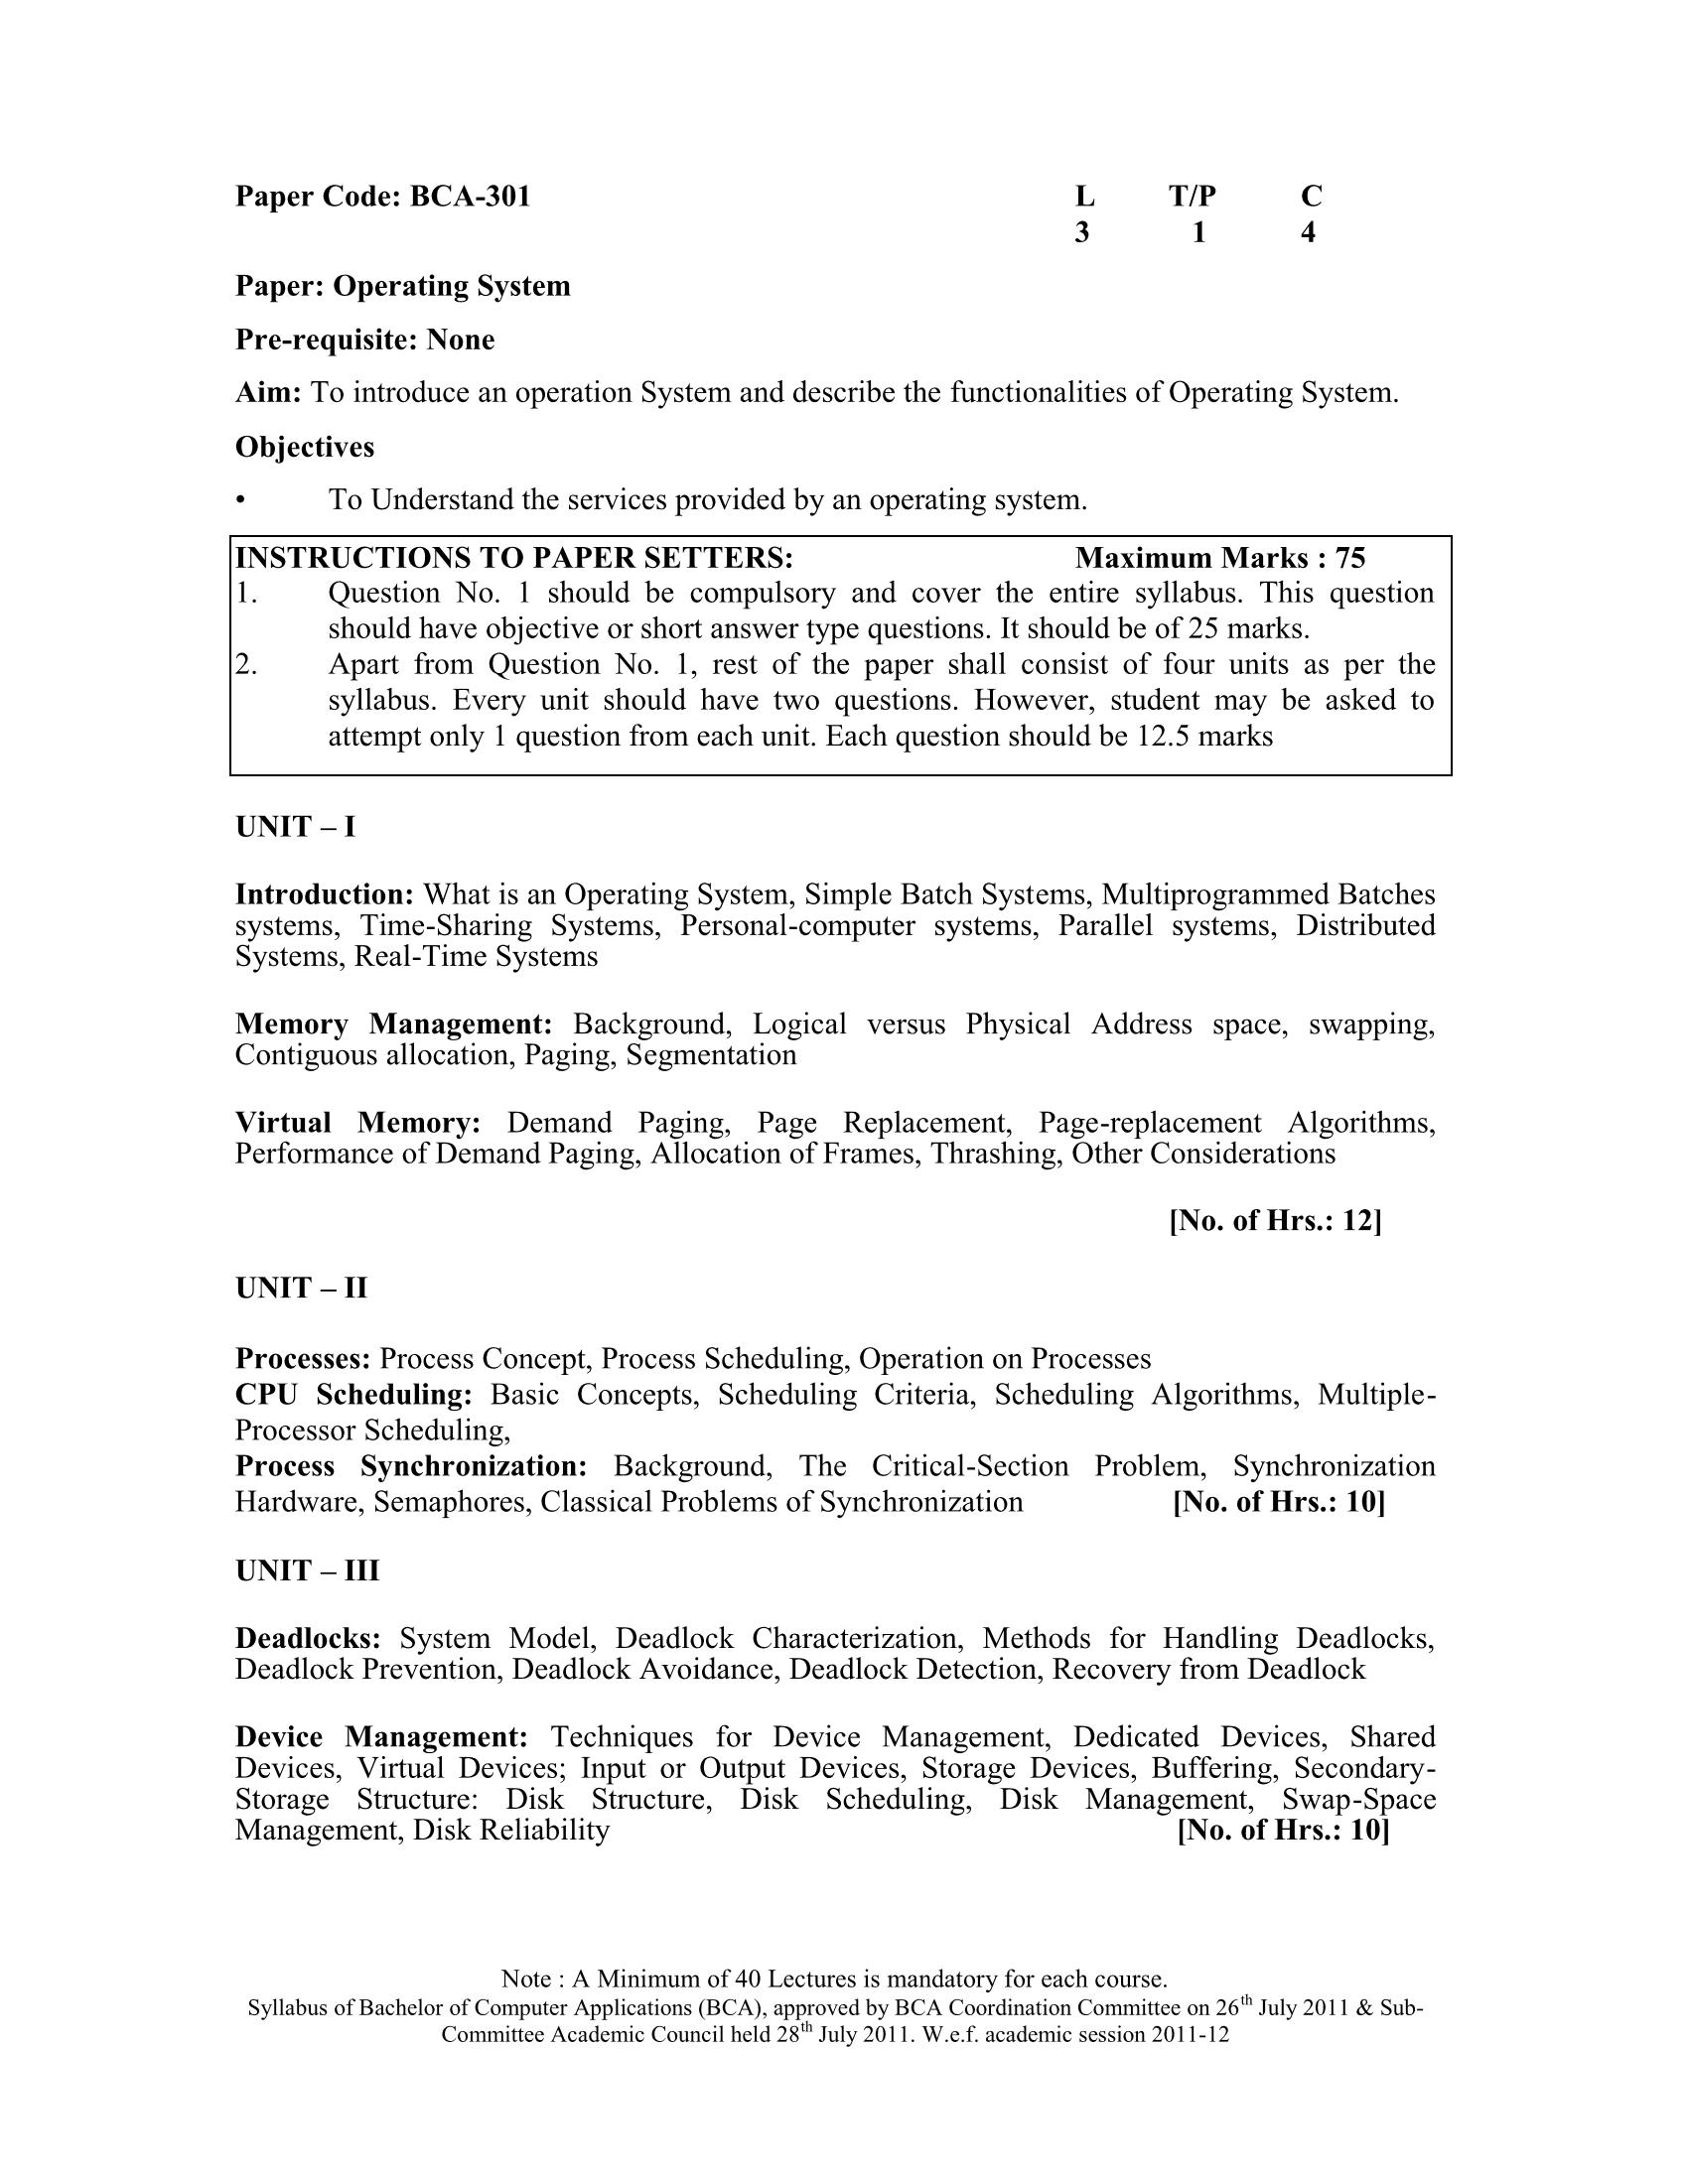 Paper Code: BCA-301 L T/P C
3 1 4
Paper: Operating System
Pre-requisite: None
Aim: To introduce an operation System and describe the functionalities of Operating System.
Objectives
• To Understand the services provided by an operating system.
INSTRUCTIONS TO PAPER SETTERS: Maximum Marks : 75
1. Question No. 1 should be compulsory and cover the entire syllabus. This question
should have objective or short answer type questions. It should be of 25 marks.
2. Apart from Question No. 1, rest of the paper shall consist of four units as per the
syllabus. Every unit should have two questions. However, student may be asked to
attempt only 1 question from each unit. Each question should be 12.5 marks
UNIT – I
Introduction: What is an Operating System, Simple Batch Systems, Multiprogrammed Batches
systems, Time-Sharing Systems, Personal-computer systems, Parallel systems, Distributed
Systems, Real-Time Systems
Memory Management: Background, Logical versus Physical Address space, swapping,
Contiguous allocation, Paging, Segmentation
Virtual Memory: Demand Paging, Page Replacement, Page-replacement Algorithms,
Performance of Demand Paging, Allocation of Frames, Thrashing, Other Considerations
[No. of Hrs.: 12]
UNIT – II
Processes: Process Concept, Process Scheduling, Operation on Processes
CPU Scheduling: Basic Concepts, Scheduling Criteria, Scheduling Algorithms, Multiple-
Processor Scheduling,
Process Synchronization: Background, The Critical-Section Problem, Synchronization
Hardware, Semaphores, Classical Problems of Synchronization [No. of Hrs.: 10]
UNIT – III
Deadlocks: System Model, Deadlock Characterization, Methods for Handling Deadlocks,
Deadlock Prevention, Deadlock Avoidance, Deadlock Detection, Recovery from Deadlock
Device Management: Techniques for Device Management, Dedicated Devices, Shared
Devices, Virtual Devices; Input or Output Devices, Storage Devices, Buffering, Secondary-
Storage Structure: Disk Structure, Disk Scheduling, Disk Management, Swap-Space
Management, Disk Reliability [No. of Hrs.: 10]
Note : A Minimum of 40 Lectures is mandatory for each course.
Syllabus of Bachelor of Computer Applications (BCA), approved by BCA Coordination Committee on 26th July 2011 & Sub-
Committee Academic Council held 28th July 2011. W.e.f. academic session 2011-12